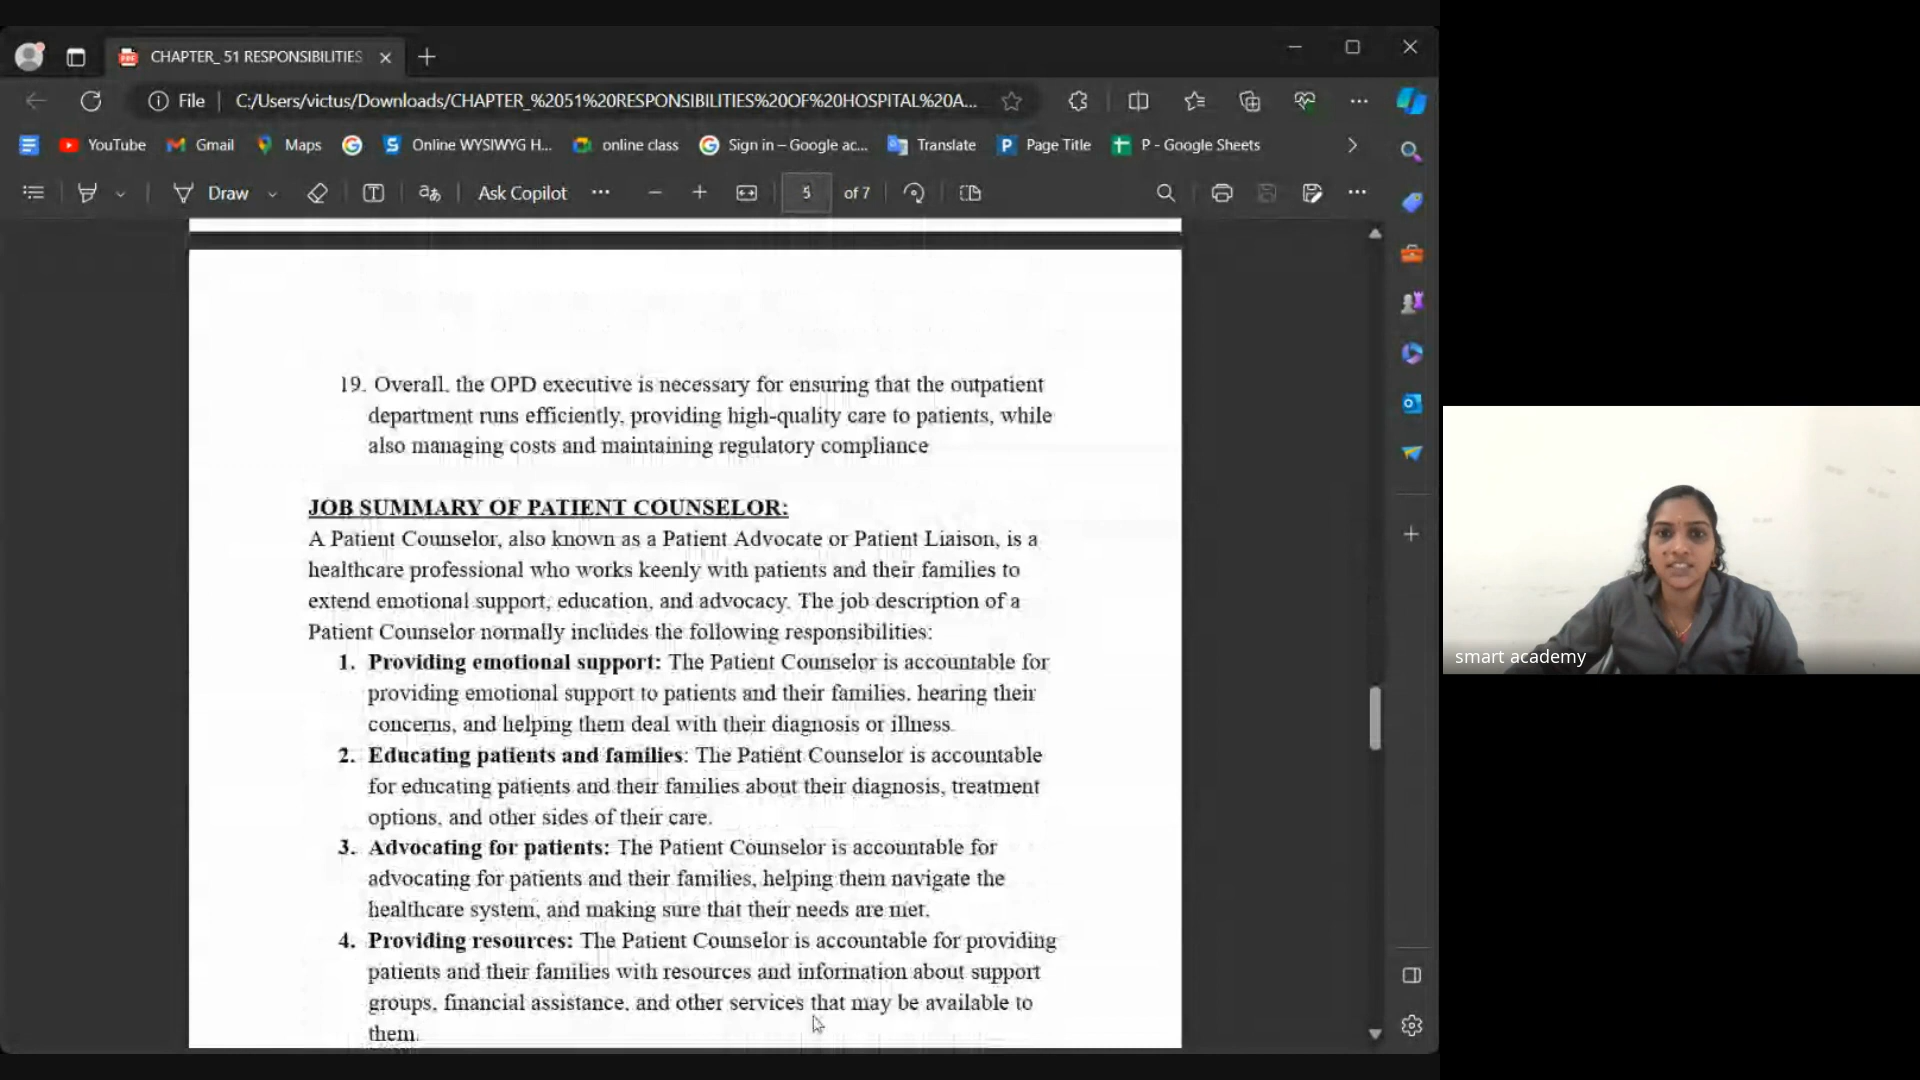 CHAPTER_ 51 RESPONSIBILITIES
File
C:/Users/victus/Downloads/CHAPTER_%2051%20RESPONSIBILITIES%20OF%20HOSPITAL%20A...
YouTube Gmail Maps Online WYSIWYG H... online class Sign in – Google ac... Translate Page Title P - Google Sheets
Draw Ask Copilot 5 of 7
19. Overall, the OPD executive is necessary for ensuring that the outpatient
department runs efficiently, providing high-quality care to patients, while
also managing costs and maintaining regulatory compliance
JOB SUMMARY OF PATIENT COUNSELOR:
A Patient Counselor, also known as a Patient Advocate or Patient Liaison, is a
healthcare professional who works keenly with patients and their families to
extend emotional support, education, and advocacy. The job description of a
Patient Counselor normally includes the following responsibilities:
1. Providing emotional support: The Patient Counselor is accountable for
providing emotional support to patients and their families, hearing their
concerns, and helping them deal with their diagnosis or illness.
2. Educating patients and families: The Patient Counselor is accountable
for educating patients and their families about their diagnosis, treatment
options, and other sides of their care.
3. Advocating for patients: The Patient Counselor is accountable for
advocating for patients and their families, helping them navigate the
healthcare system, and making sure that their needs are met.
4. Providing resources: The Patient Counselor is accountable for providing
patients and their families with resources and information about support
groups, financial assistance, and other services that may be available to
them.
smart academy